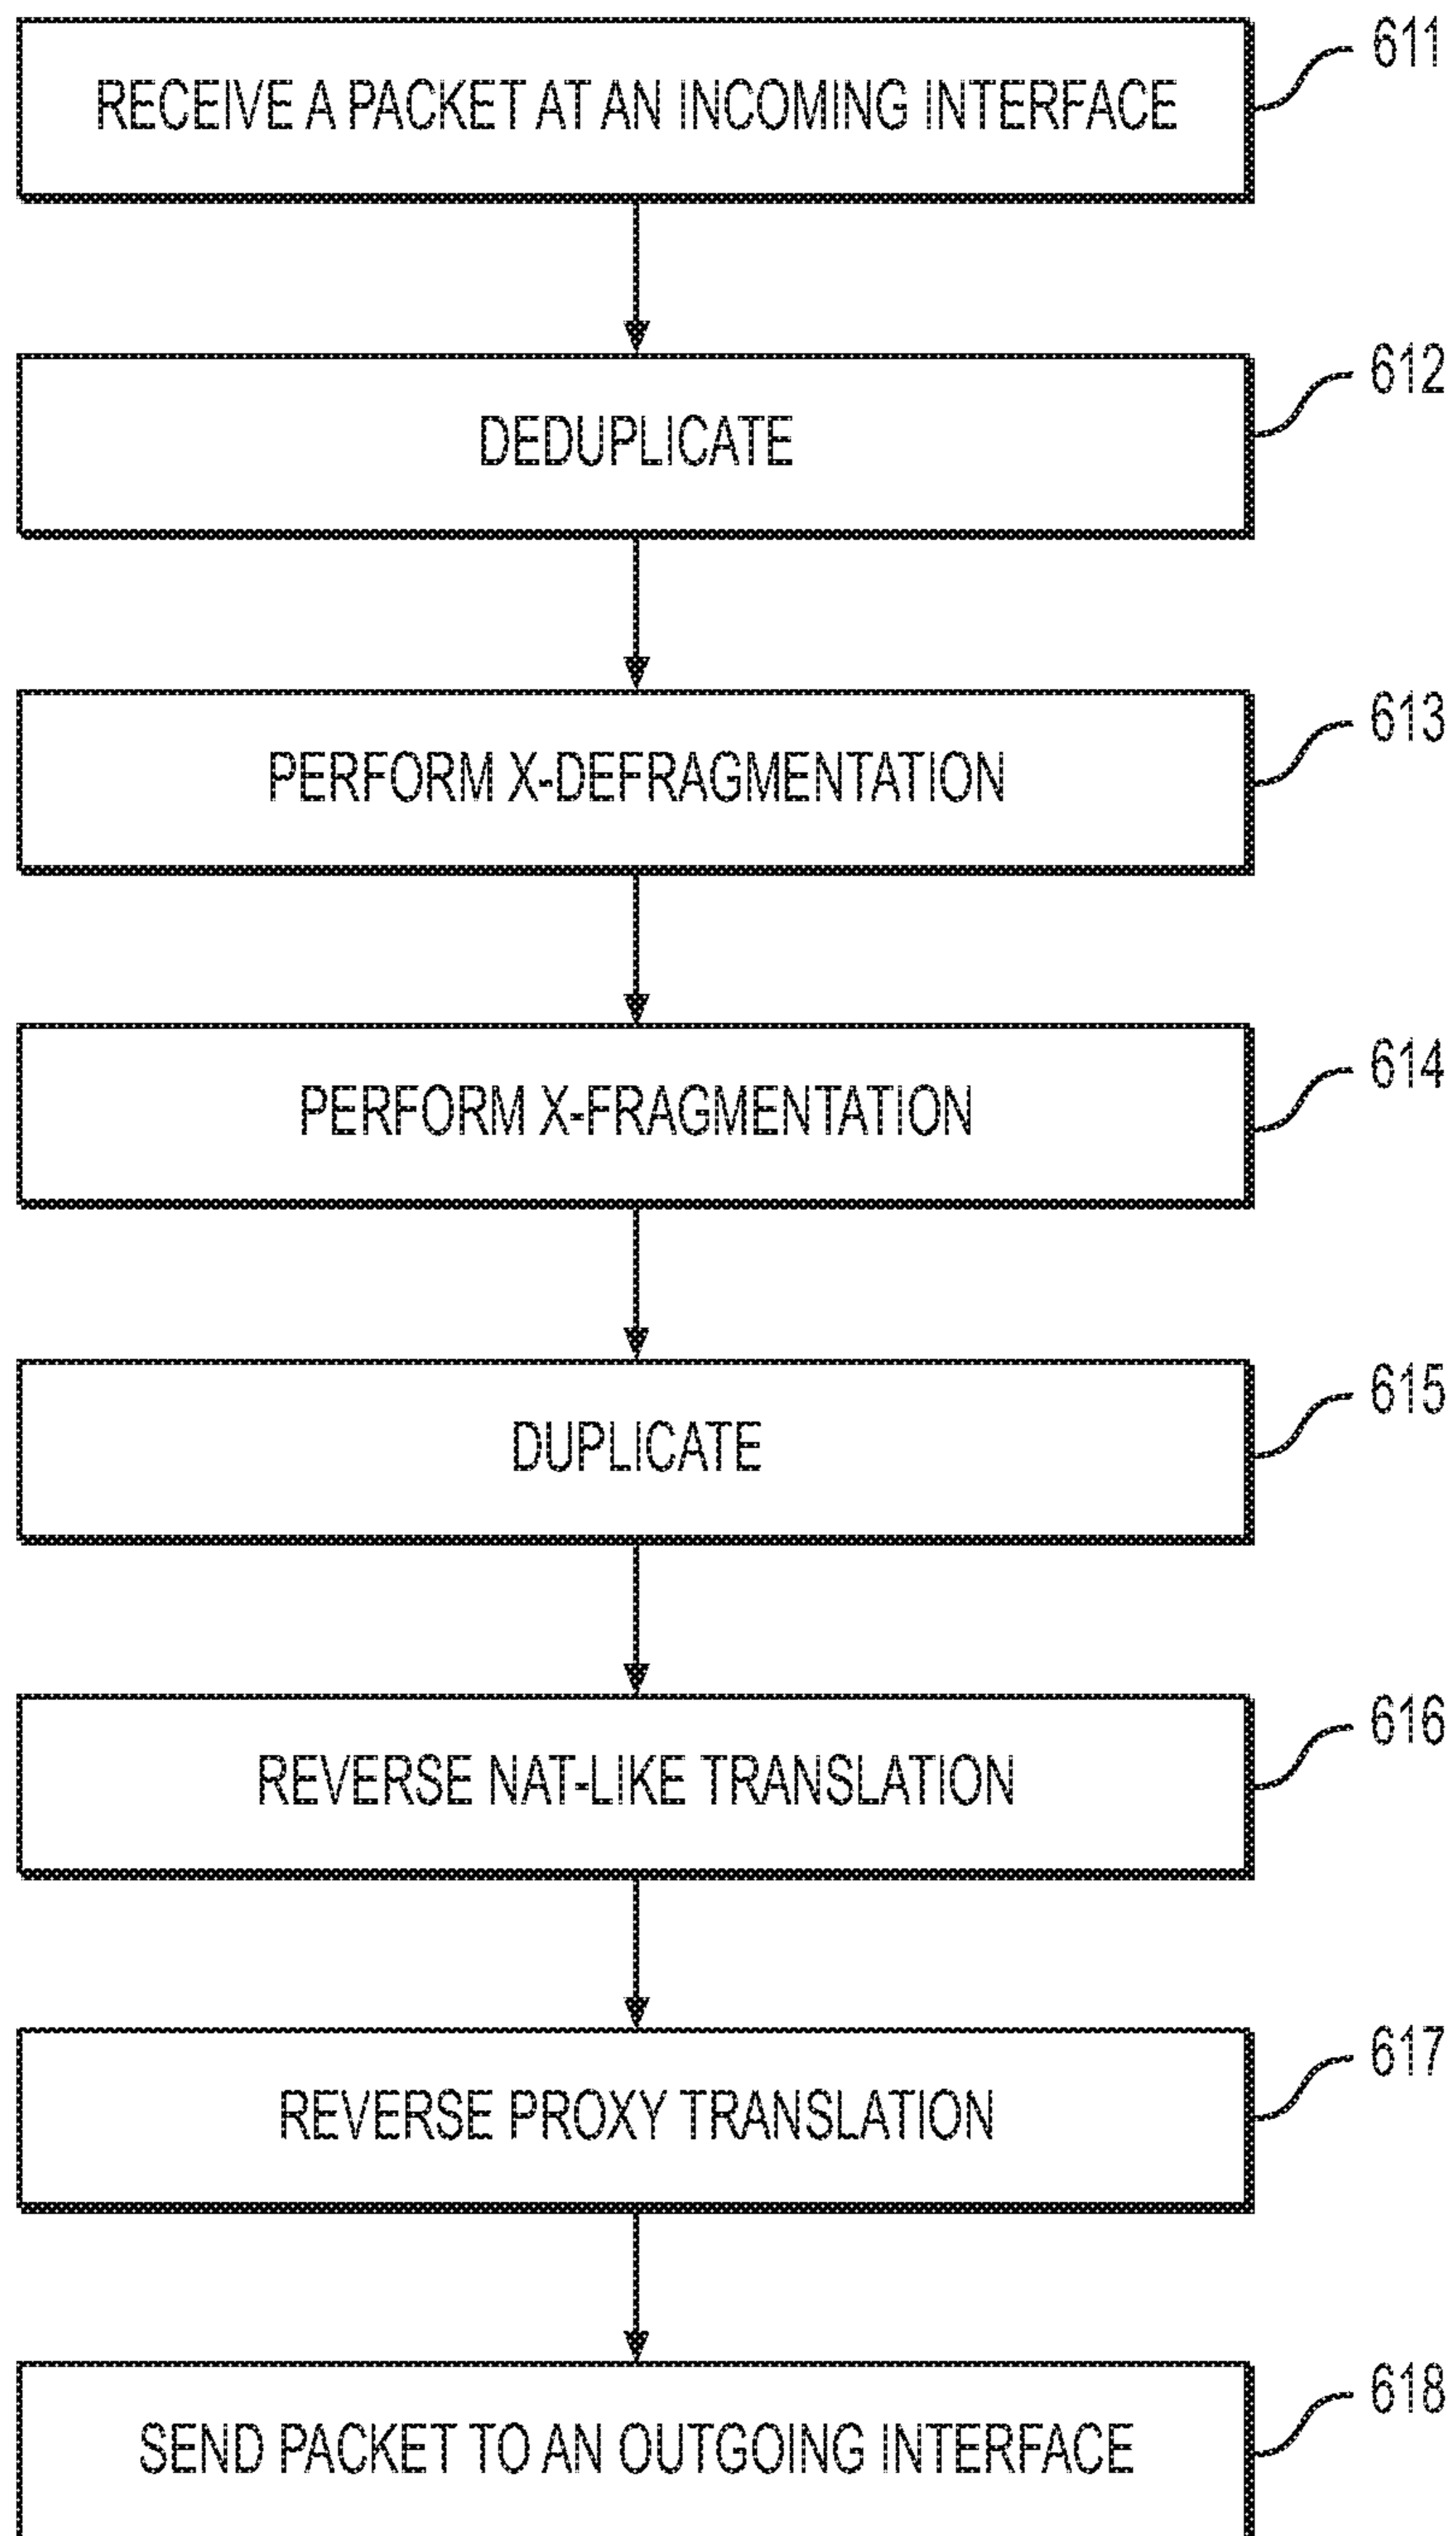 RECEIVE A PACKET AT AN INCOMING INTERFACE
611
DEDUPLICATE
612
PERFORM X-DEFRAGMENTATION
613
PERFORM X-FRAGMENTATION
614
DUPLICATE
615
REVERSE NAT-LIKE TRANSLATION
616
REVERSE PROXY TRANSLATION
617
SEND PACKET TO AN OUTGOING INTERFACE
618